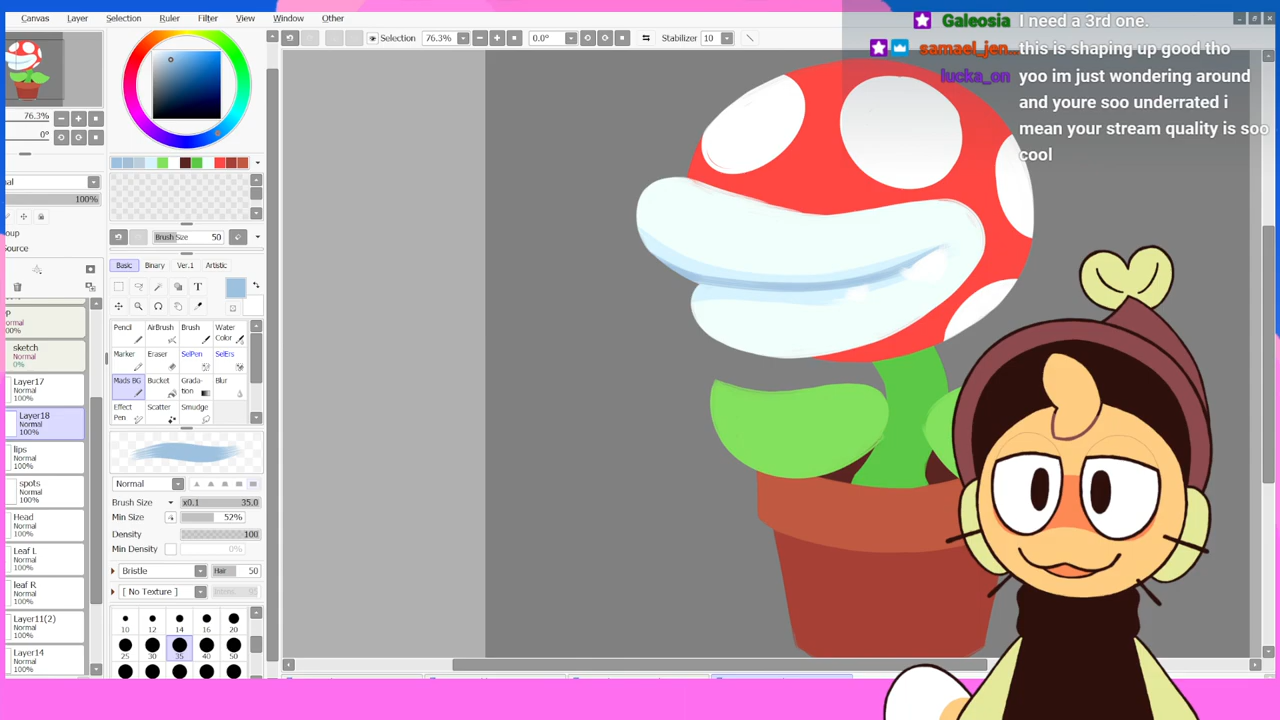 Canvas Layer Selection Ruler Filter View Window Other
Selection 76.3% 0.0° Stabilizer 10
Galeosia I need a 3rd one.
samael_jen... this is shaping up good tho
lucka_on yoo im just wondering around
and youre soo underrated i
mean your stream quality is soo
cool
76.3%
0°
100%
Source
Brush Size 50
Basic Binary Ver.1 Artistic
T
Pencil AirBrush Brush Water
Color
Marker Eraser SelPen SelErs
Mads BG Bucket Grada-
tion Blur
Effect
Pen Scatter Smudge
Normal
Brush Size x0.1 35.0
Min Size 52%
Density 100
Min Density 0%
Bristle Hair 50
[ No Texture ]
10 12 14 16 20
25 30 35 40 50
Normal
100%
sketch
Normal
0%
Layer17
Normal
100%
Layer18
Normal
100%
lips
Normal
100%
spots
Normal
100%
Head
Normal
100%
Leaf L
Normal
100%
leaf R
Normal
100%
Layer11(2)
Normal
100%
Layer14
Normal
100%